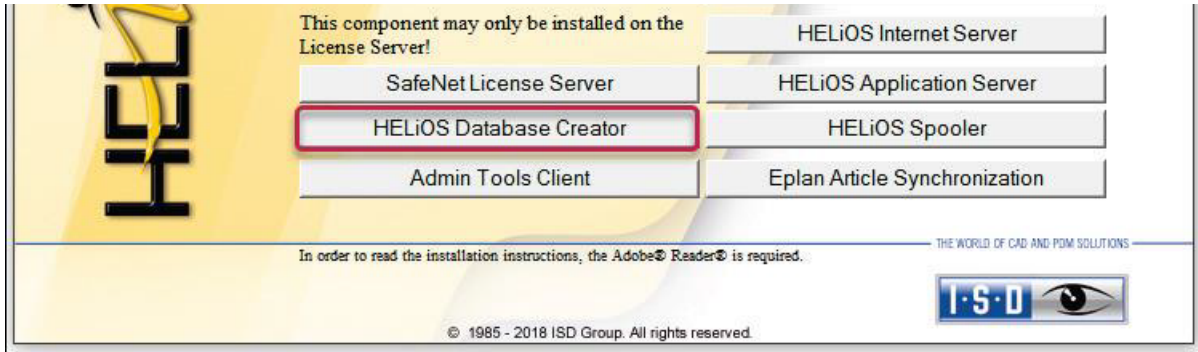 HELiOS
This component may only be installed on the
License Server!
HELiOS Internet Server
SafeNet License Server
HELiOS Application Server
HELiOS Database Creator
HELiOS Spooler
Admin Tools Client
Eplan Article Synchronization
THE WORLD OF CAD AND PDM SOLUTIONS
In order to read the installation instructions, the Adobe® Reader® is required.
I·S·D
© 1985 - 2018 ISD Group. All rights reserved.